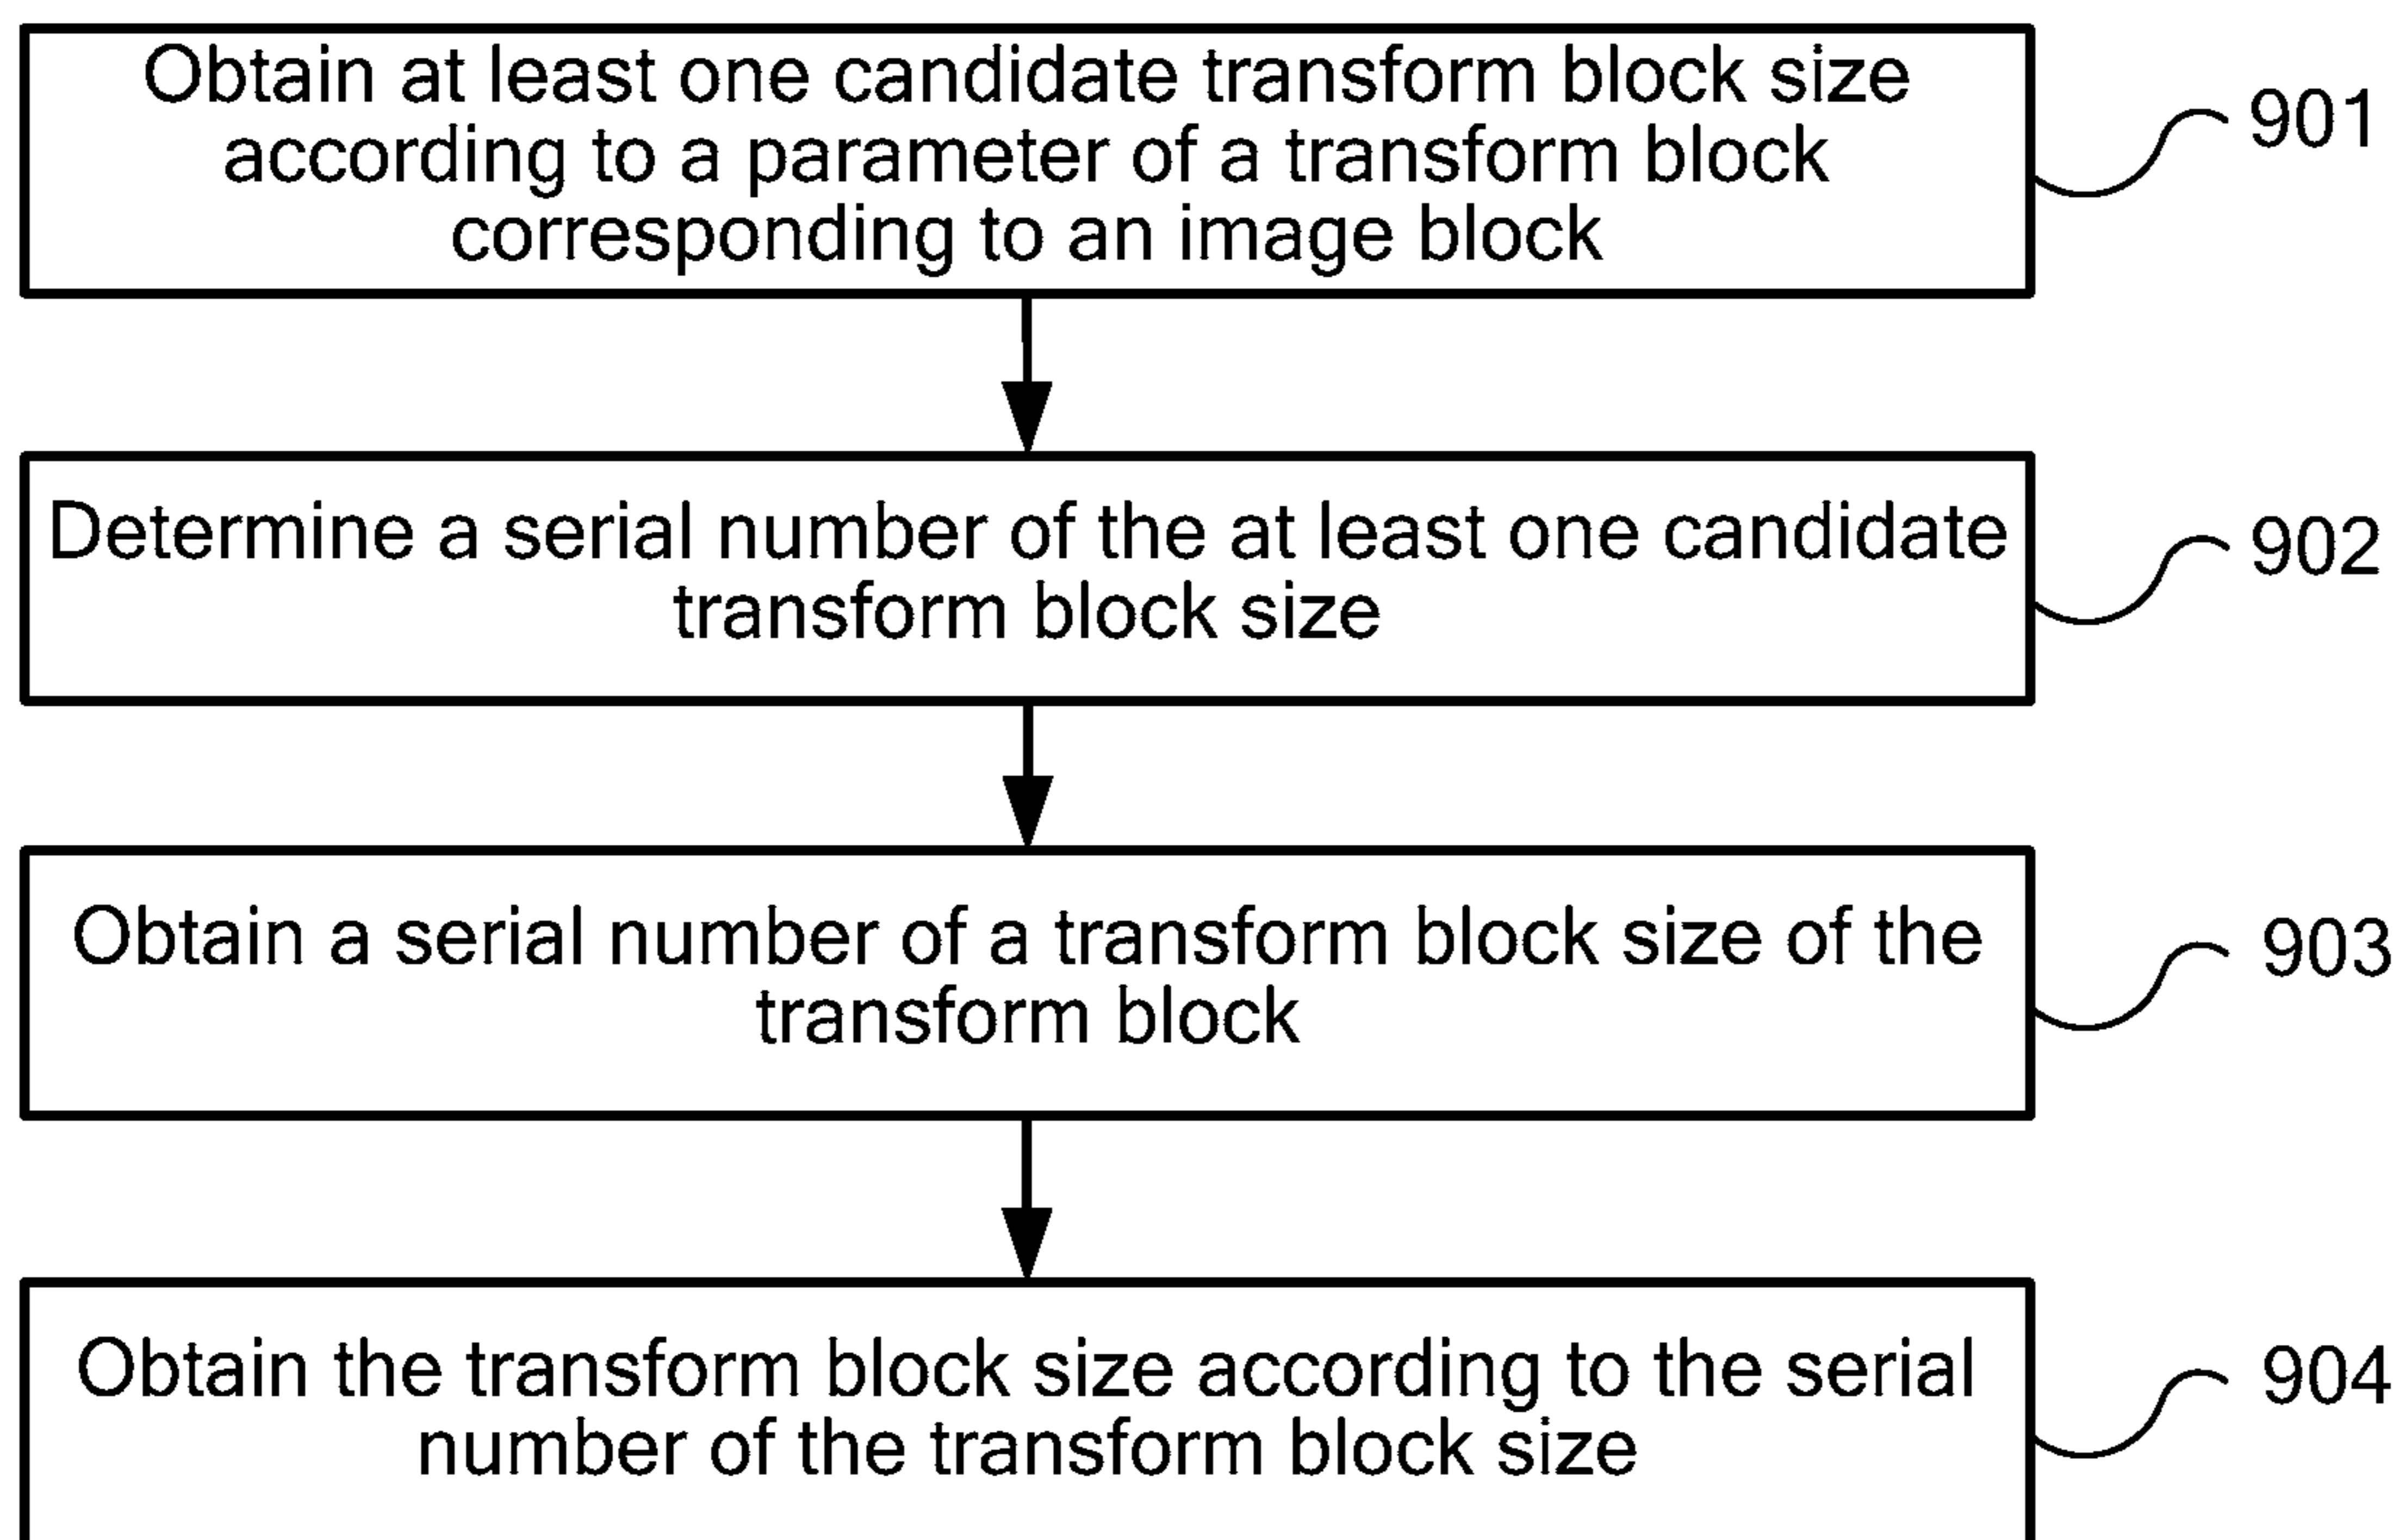 Obtain at least one candidate transform block size
according to a parameter of a transform block
corresponding to an image block
901
Determine a serial number of the at least one candidate
transform block size
902
Obtain a serial number of a transform block size of the
transform block
903
Obtain the transform block size according to the serial
number of the transform block size
904